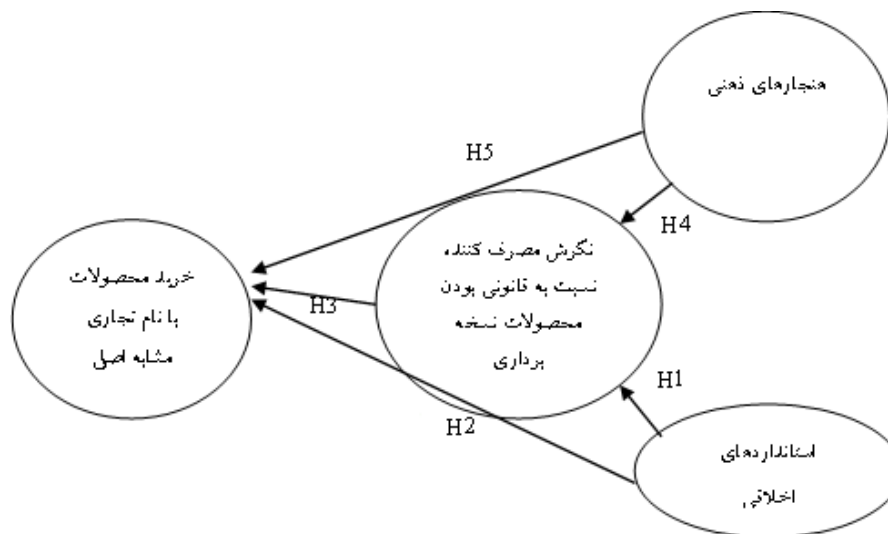 هنجارهای ذهنی
H5
H4
نگرش مصرف کننده
نسبت به قانونی بودن
محصولات نسخه
برداری
خرید محصولات
با نام تجاری
مشابه اصل
H3
H1
H2
استانداردهای
اخلاقی